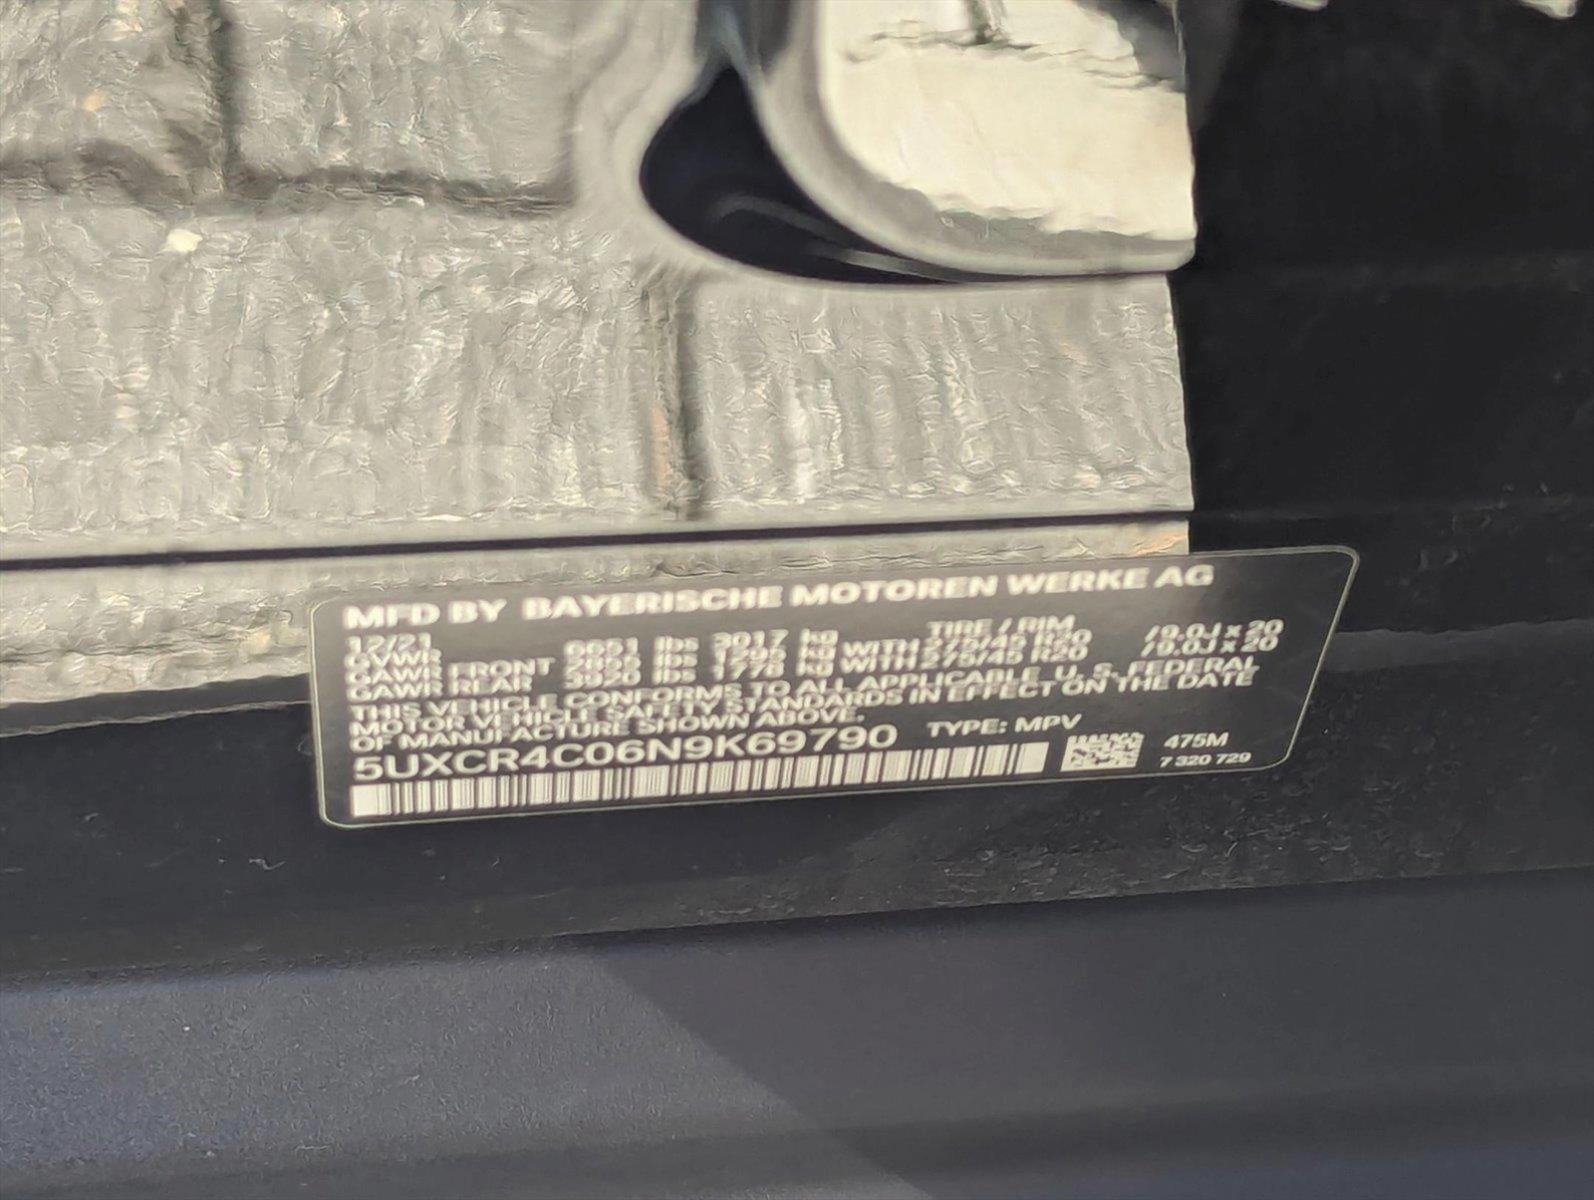 MFD BY BAYERISCHE MOTOREN WERKE AG
12/21 TIRE / RIM
GVWR 6651 lbs 3017 kg
GAWR FRONT lbs kg WITH 275/45 R20 /9.0J x 20
GAWR REAR 3920 lbs 1778 kg WITH 275/45 R20 /9.0J x 20
THIS VEHICLE CONFORMS TO ALL APPLICABLE U. S. FEDERAL
MOTOR VEHICLE SAFETY STANDARDS IN EFFECT ON THE DATE
OF MANUFACTURE SHOWN ABOVE.
5UXCR4C06N9K69790 TYPE: MPV
475M
7 320 729